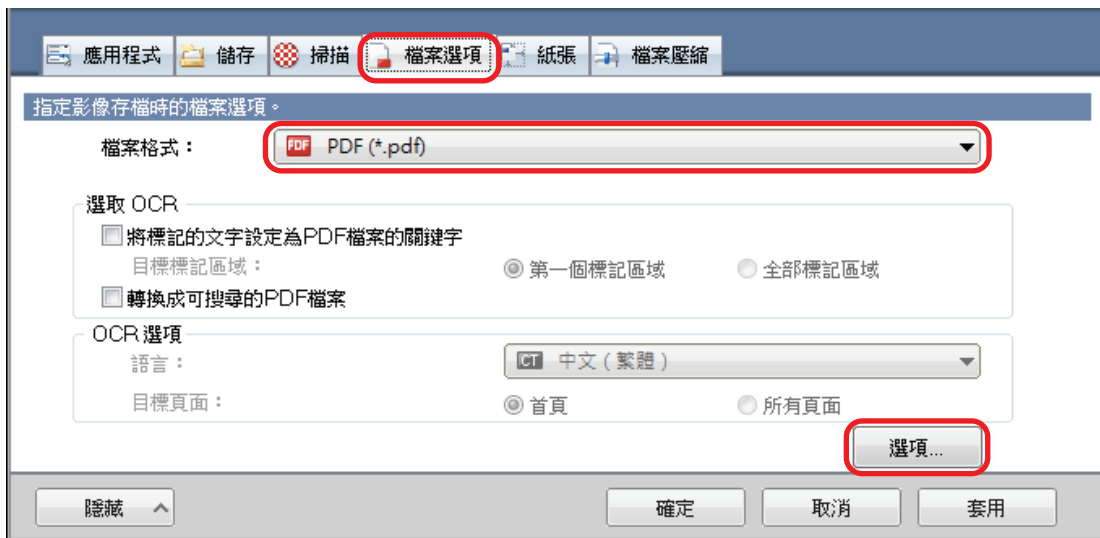 應用程式 儲存 掃描 檔案選項 紙張 檔案壓縮
指定影像存檔時的檔案選項。
檔案格式： PDF PDF (*.pdf)
選取 OCR
將標記的文字設定為PDF檔案的關鍵字
目標標記區域： 第一個標記區域 全部標記區域
轉換成可搜尋的PDF檔案
OCR 選項
語言： CT 中文 ( 繁體 )
目標頁面： 首頁 所有頁面
選項...
隱藏 確定 取消 套用